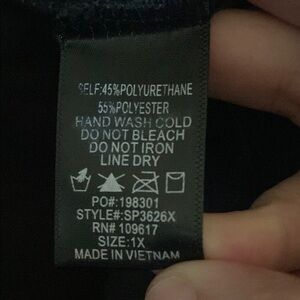 SELF:45%POLYURETHANE
55%POLYESTER
HAND WASH COLD
DO NOT BLEACH
DO NOT IRON
LINE DRY
PO#:198301
STYLE#:SP3626X
RN# 109617
SIZE:1X
MADE IN VIETNAM